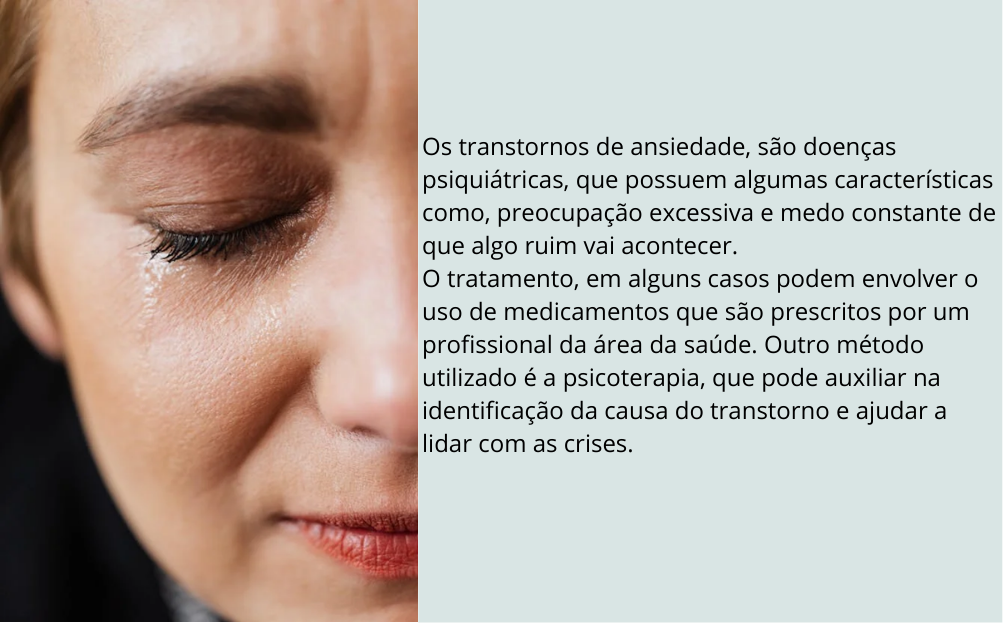 Os transtornos de ansiedade, são doenças
psiquiátricas, que possuem algumas características
como, preocupação excessiva e medo constante de
que algo ruim vai acontecer.
O tratamento, em alguns casos podem envolver o
uso de medicamentos que são prescritos por um
profissional da área da saúde. Outro método
utilizado é a psicoterapia, que pode auxiliar na
identificação da causa do transtorno e ajudar a
lidar com as crises.